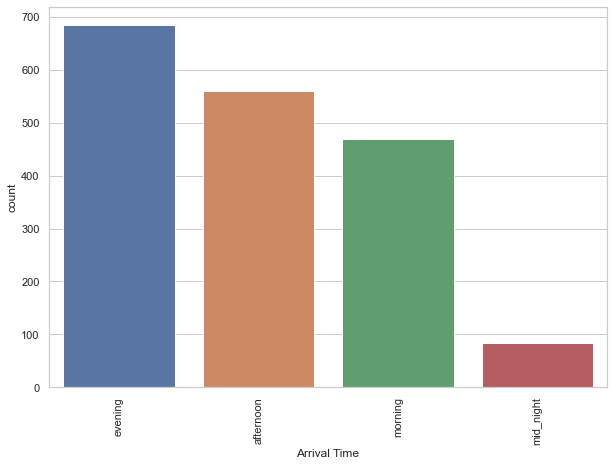 700
600
500
400
300
200
100
0
count
evening
afternoon
morning
mid_night
Arrival Time